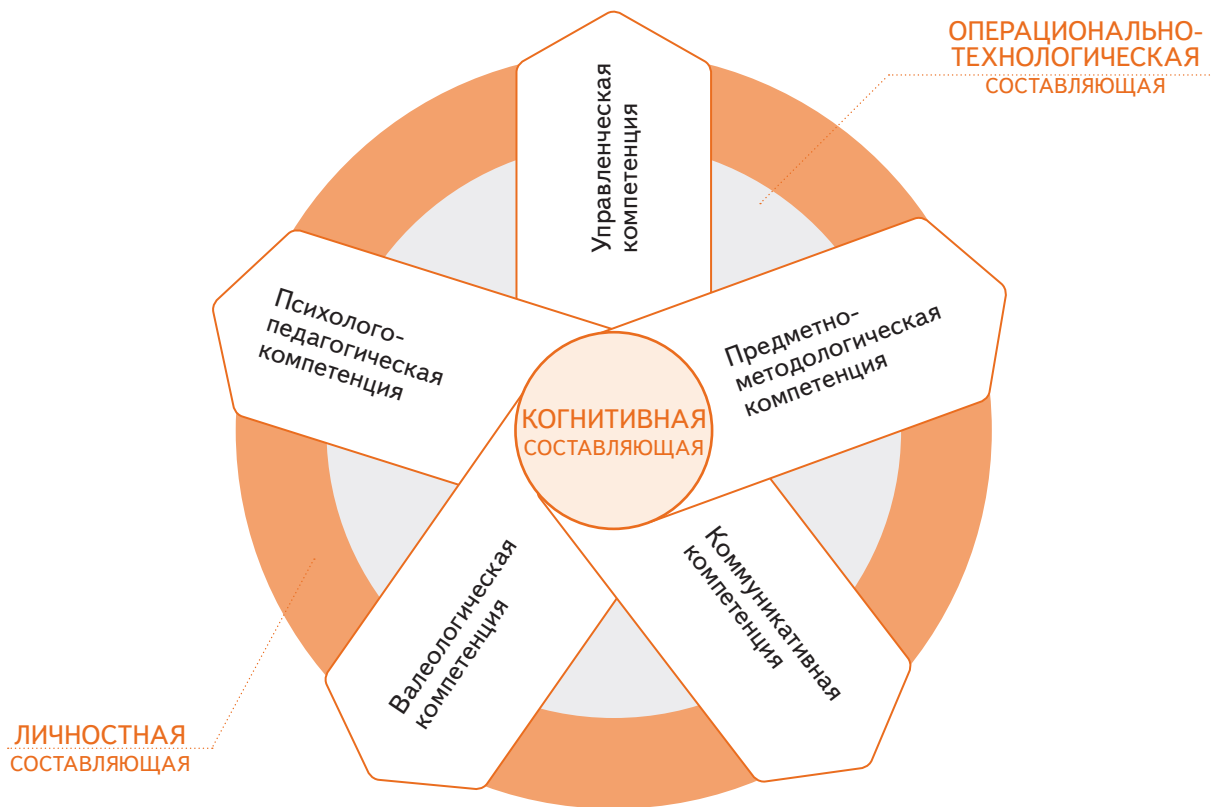 ОПЕРАЦИОНАЛЬНО-
ТЕХНОЛОГИЧЕСКАЯ
СОСТАВЛЯЮЩАЯ
Управленческая
компетенция
Психолого-
педагогическая
компетенция
Предметно-
методологическая
компетенция
КОГНИТИВНАЯ
СОСТАВЛЯЮЩАЯ
Валеологическая
компетенция
Коммуникативная
компетенция
ЛИЧНОСТНАЯ
СОСТАВЛЯЮЩАЯ